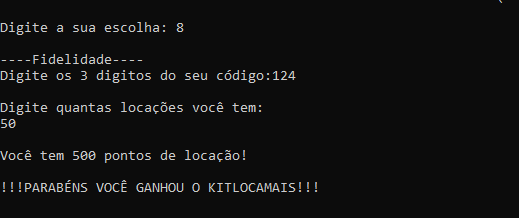 Digite a sua escolha: 8
----Fidelidade----
Digite os 3 digitos do seu código:124
Digite quantas locações você tem:
50
Você tem 500 pontos de locação!
!!!PARABÉNS VOCÊ GANHOU O KITLOCAMAIS!!!